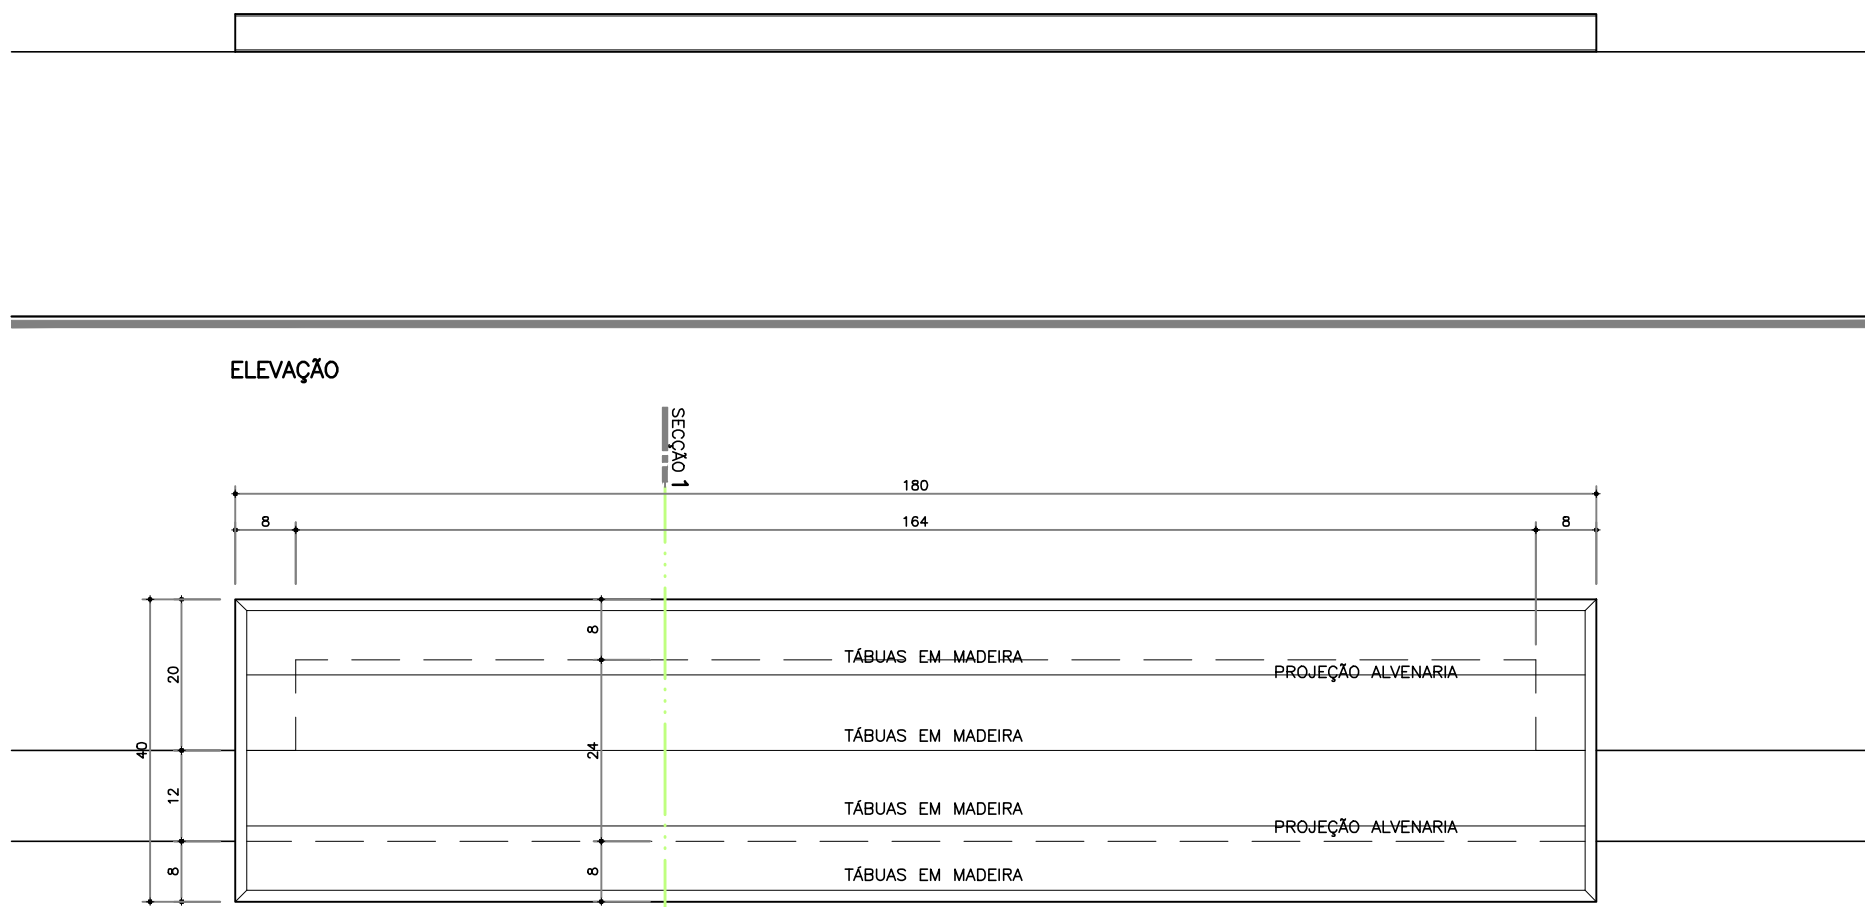 ELEVAÇÃO
SECÇÃO 1
180
8
164
8
8
TÁBUAS EM MADEIRA
PROJEÇÃO ALVENARIA
20
TÁBUAS EM MADEIRA
40
24
12
TÁBUAS EM MADEIRA
PROJEÇÃO ALVENARIA
8
8
TÁBUAS EM MADEIRA